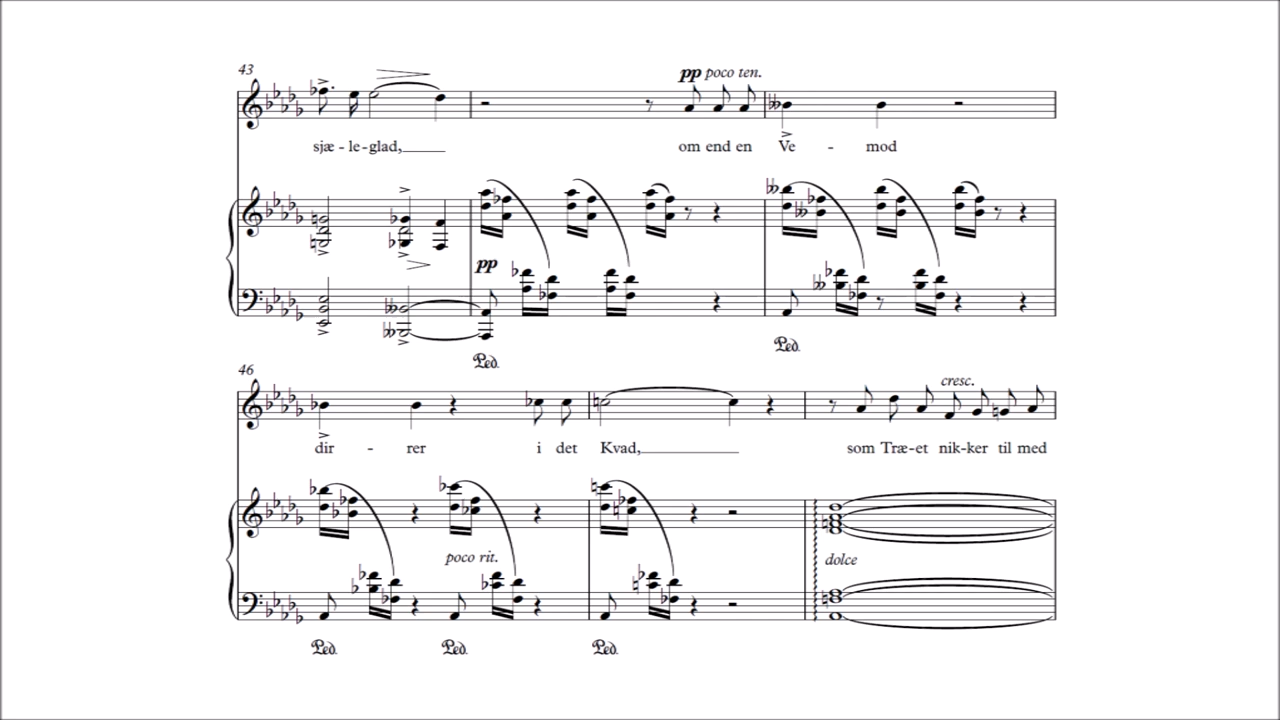 43
pp poco ten.
sjæ - le-glad, om end en Ve - mod
pp
Ped. Ped.
46
cresc.
dir - rer i det Kvad, som Træ-et nik-ker til med
poco rit. dolce
Ped. Ped. Ped.